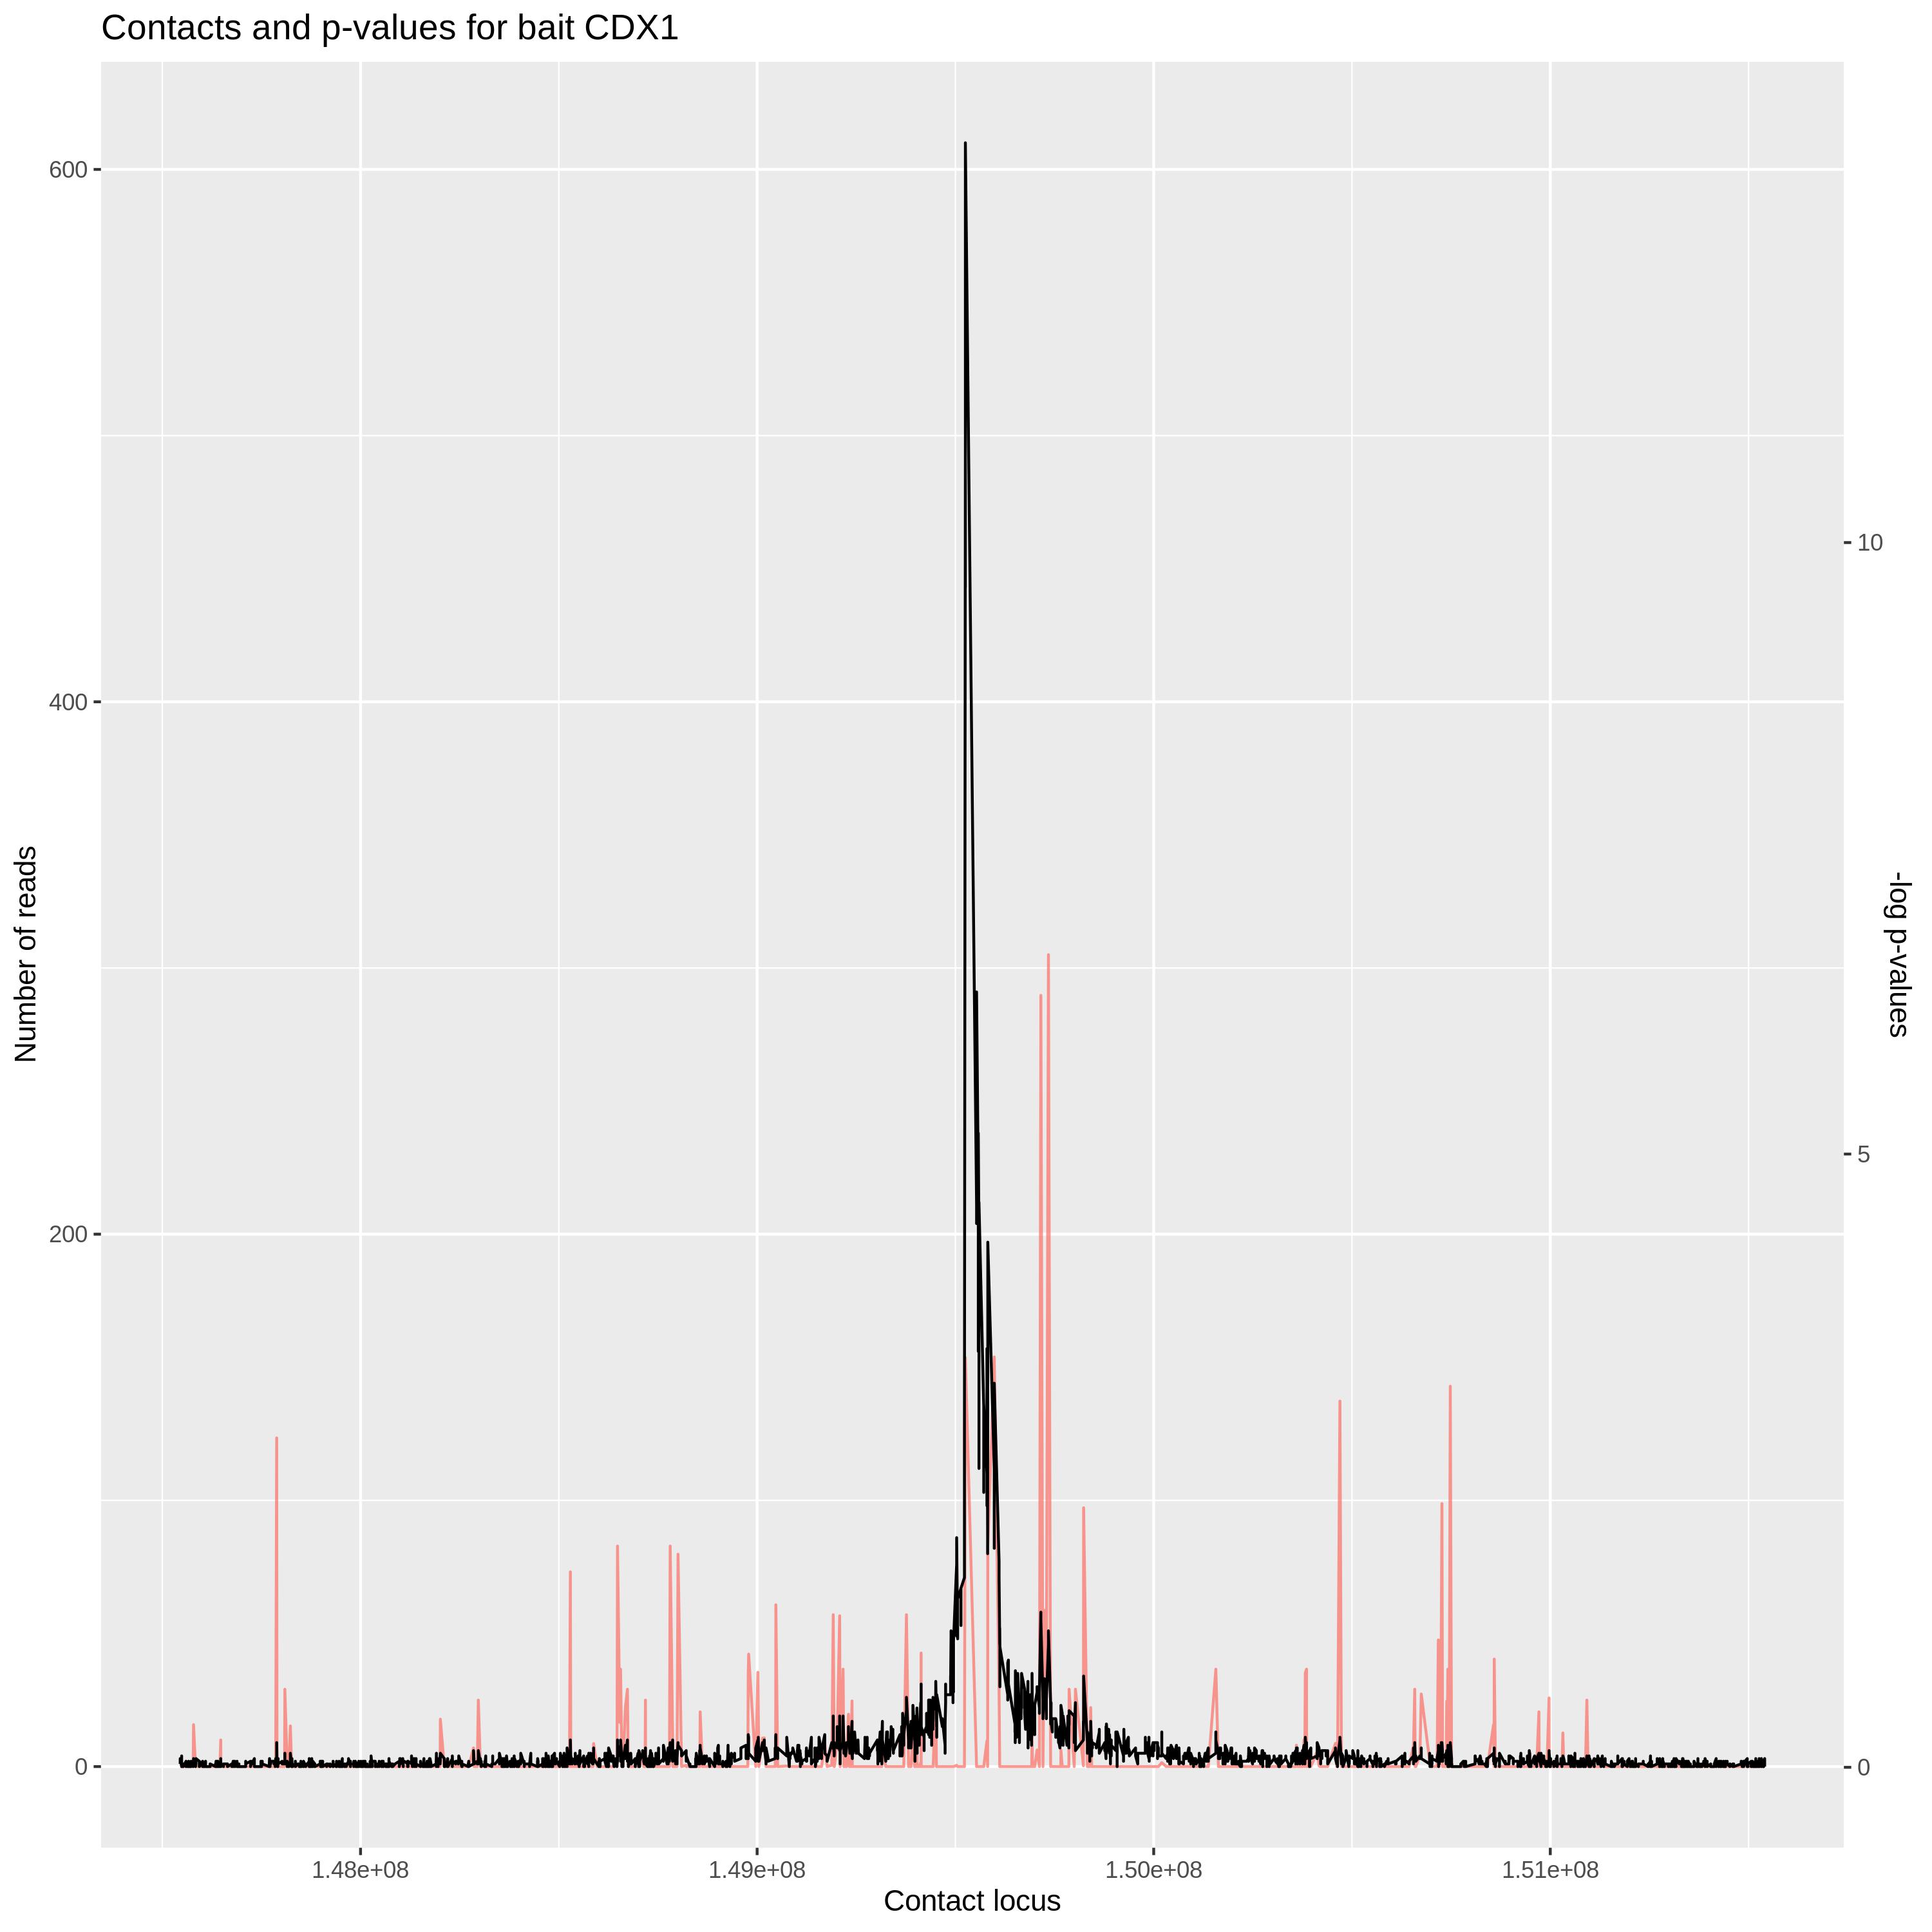 Contacts and p-values for bait CDX1
600
400
200
0
Number of reads
10
5
0
-log p-values
1.48e+08
1.49e+08
1.50e+08
1.51e+08
Contact locus